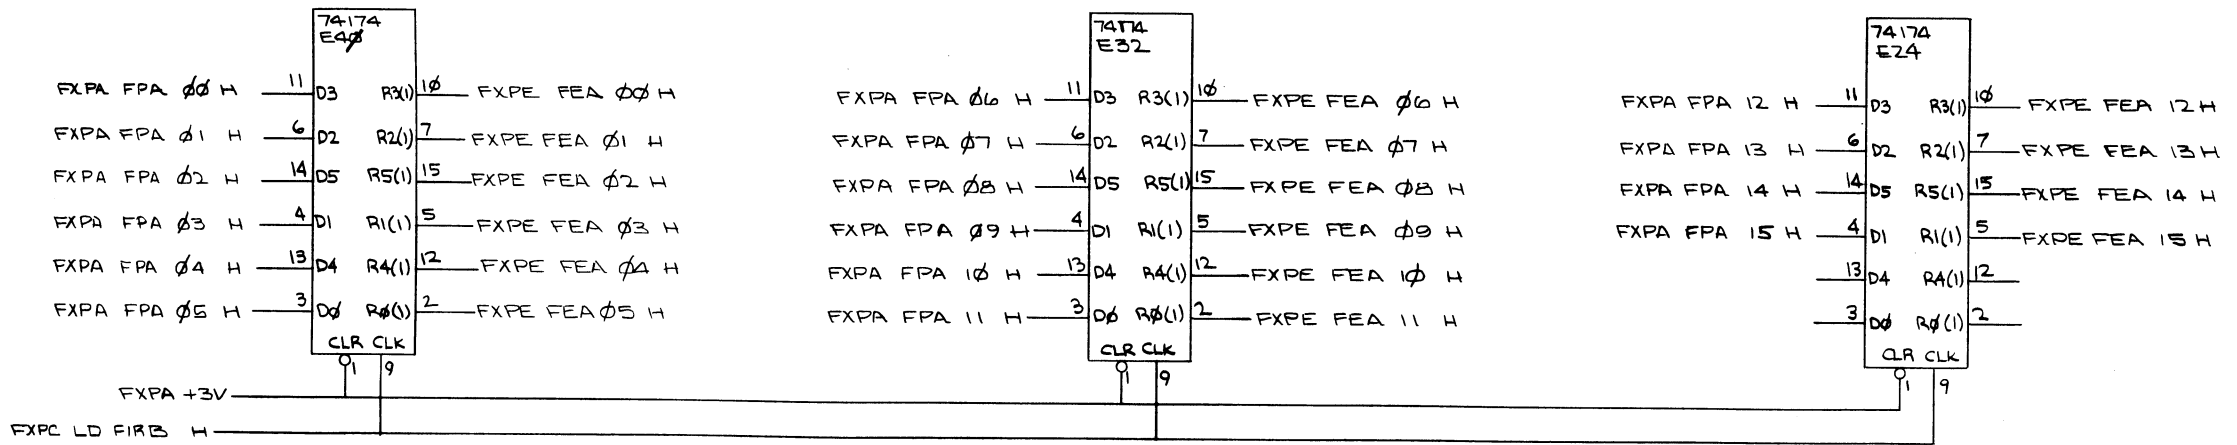 74174
E4Ø
FXPA FPA ØØ H 11 D3 R3(1) 1Ø FXPE FEA ØØ H
FXPA FPA Ø1 H 6 D2 R2(1) 7 FXPE FEA Ø1 H
FXPA FPA Ø2 H 14 D5 R5(1) 15 FXPE FEA Ø2 H
FXPA FPA Ø3 H 4 D1 R1(1) 5 FXPE FEA Ø3 H
FXPA FPA Ø4 H 13 D4 R4(1) 12 FXPE FEA Ø4 H
FXPA FPA Ø5 H 3 DØ RØ(1) 2 FXPE FEA Ø5 H
CLR CLK
1 9
74174
E32
FXPA FPA Ø6 H 11 D3 R3(1) 1Ø FXPE FEA Ø6 H
FXPA FPA Ø7 H 6 D2 R2(1) 7 FXPE FEA Ø7 H
FXPA FPA Ø8 H 14 D5 R5(1) 15 FXPE FEA Ø8 H
FXPA FPA Ø9 H 4 D1 R1(1) 5 FXPE FEA Ø9 H
FXPA FPA 1Ø H 13 D4 R4(1) 12 FXPE FEA 1Ø H
FXPA FPA 11 H 3 DØ RØ(1) 2 FXPE FEA 11 H
CLR CLK
1 9
74174
E24
FXPA FPA 12 H 11 D3 R3(1) 1Ø FXPE FEA 12 H
FXPA FPA 13 H 6 D2 R2(1) 7 FXPE FEA 13 H
FXPA FPA 14 H 14 D5 R5(1) 15 FXPE FEA 14 H
FXPA FPA 15 H 4 D1 R1(1) 5 FXPE FEA 15 H
13 D4 R4(1) 12
3 DØ RØ(1) 2
CLR CLK
1 9
FXPA +3V
FXPC LD FIRB H